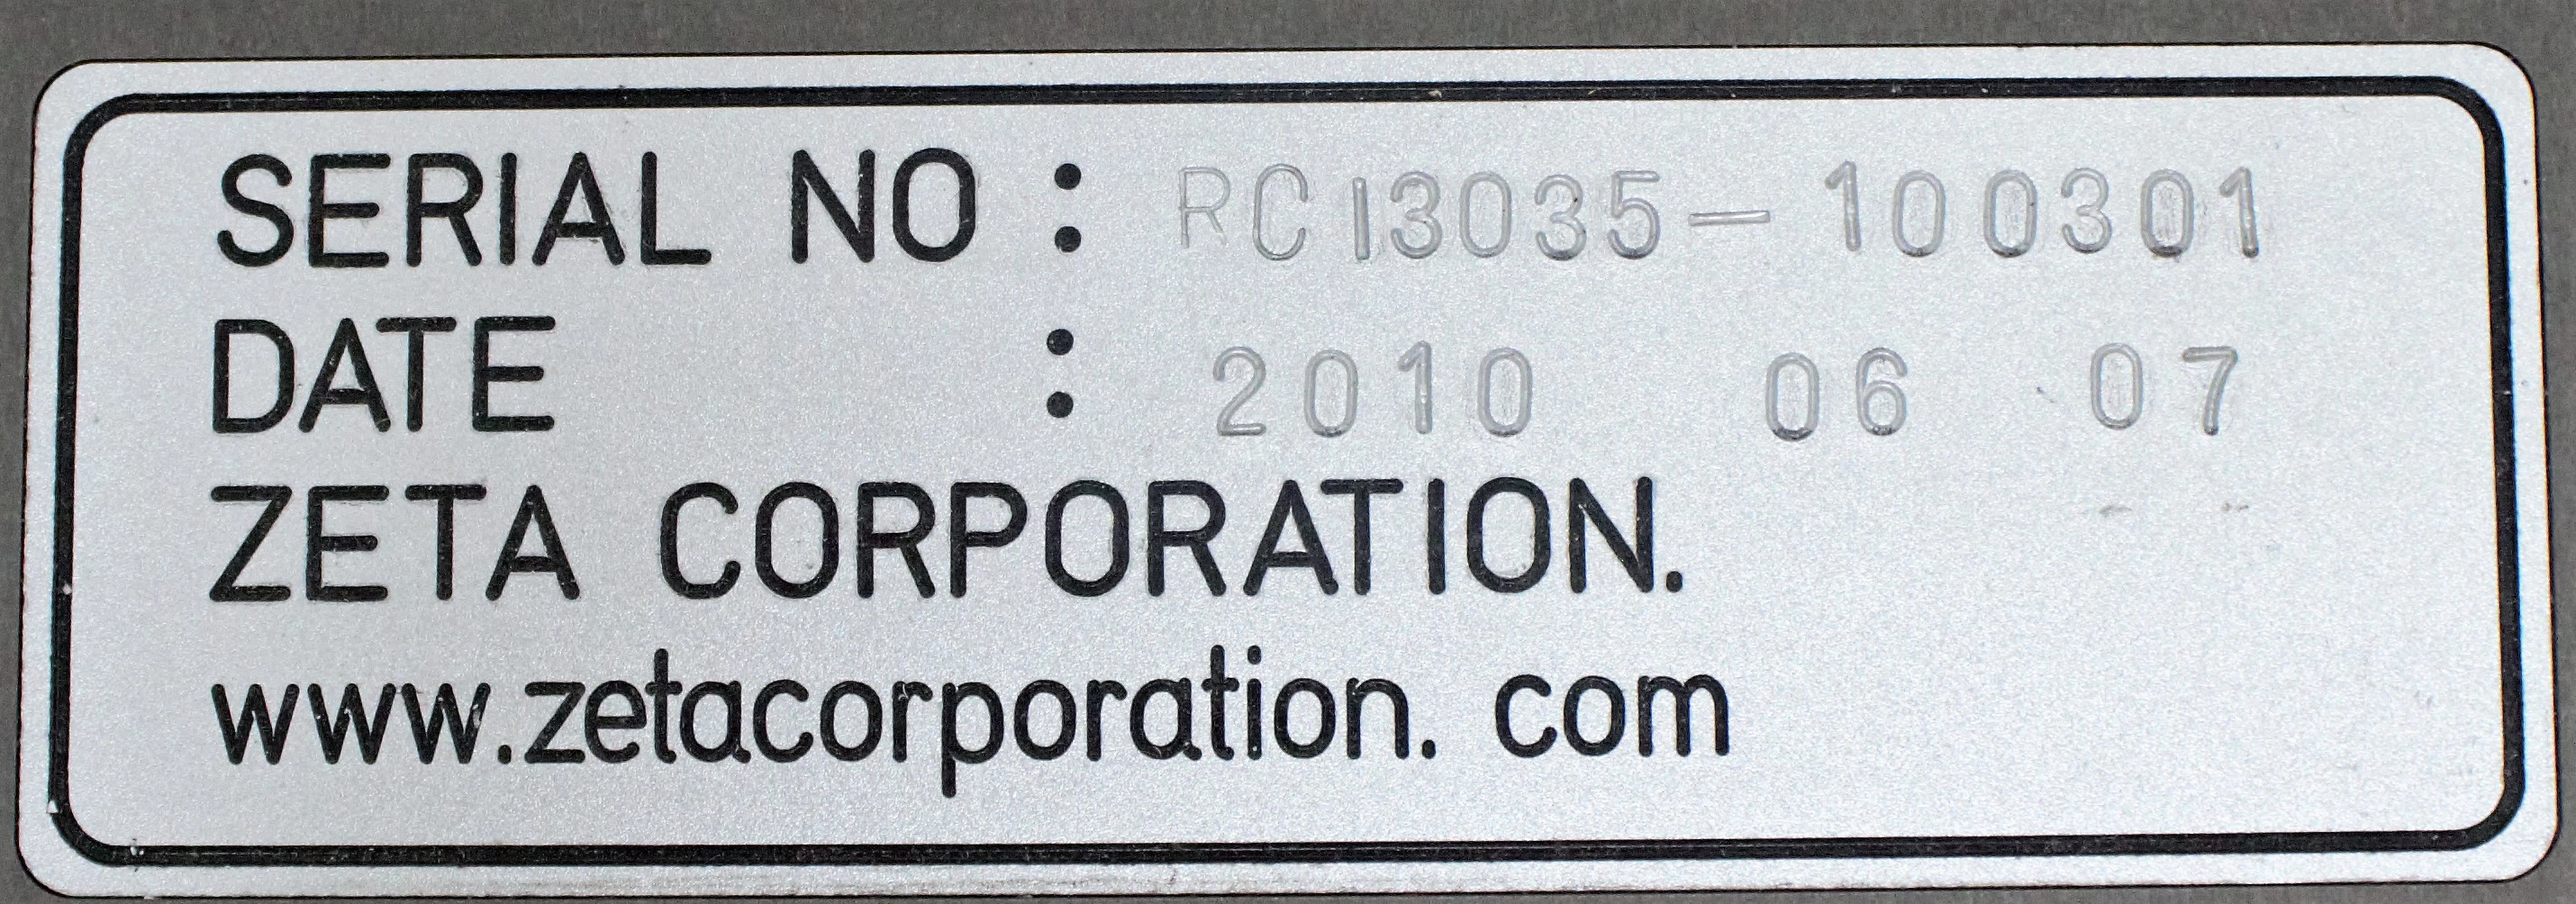 SERIAL NO : RC13035-100301
DATE : 2010 06 07
ZETA CORPORATION.
www.zetacorporation. com